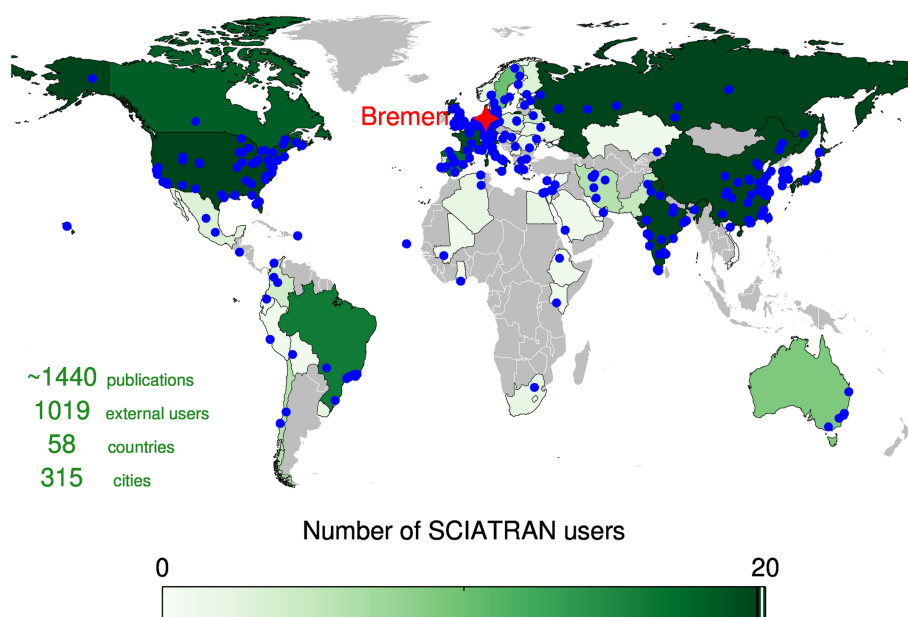 Bremen
~1440 publications
1019 external users
58 countries
315 cities
Number of SCIATRAN users
0 20